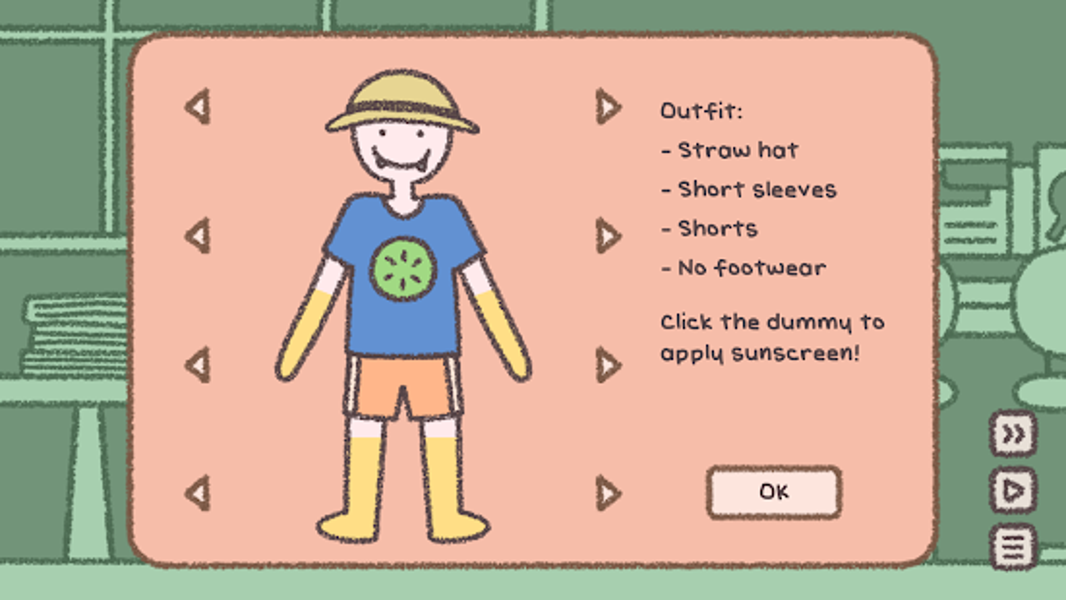 Outfit:
- Straw hat
- Short sleeves
- Shorts
- No footwear
Click the dummy to
apply sunscreen!
OK